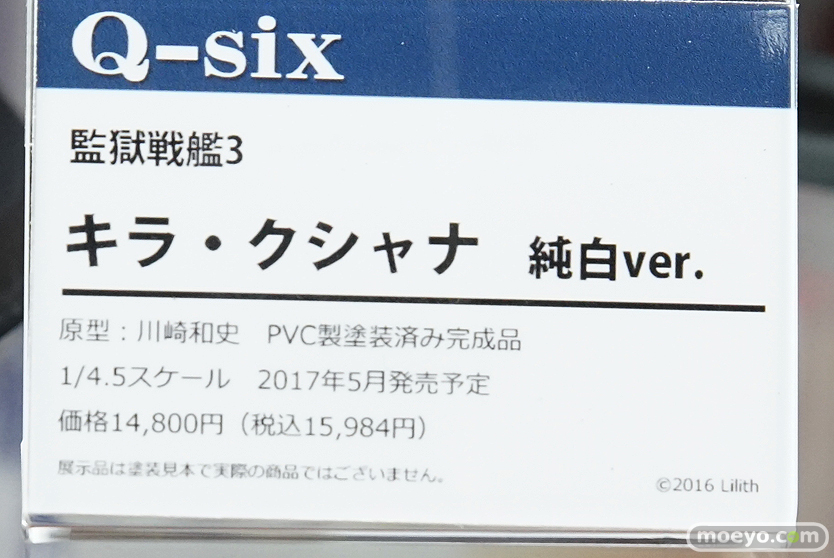 Q-six
監獄戦艦3
キラ・クシャナ 純白ver.
原型：川崎和史 PVC製塗装済み完成品
1/4.5スケール 2017年5月発売予定
価格14,800円（税込15,984円）
展示品は塗装見本で実際の商品ではございません。
©2016 Lilith
moeyo.com